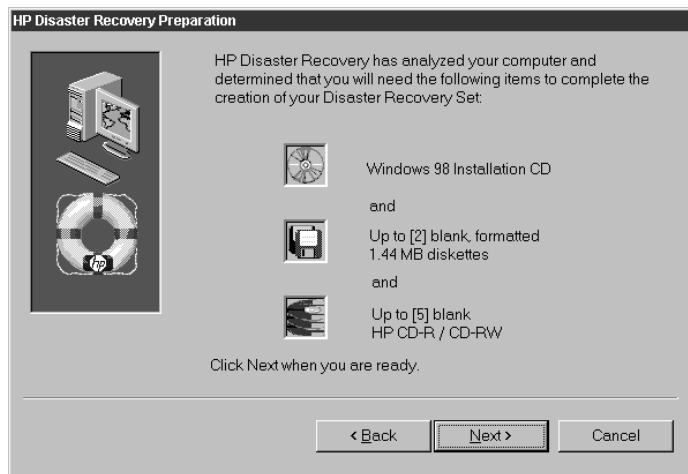 HP Disaster Recovery Preparation
HP Disaster Recovery has analyzed your computer and
determined that you will need the following items to complete the
creation of your Disaster Recovery Set:
Windows 98 Installation CD
and
Up to [2] blank, formatted
1.44 MB diskettes
and
Up to [5] blank
HP CD-R / CD-RW
hp
Click Next when you are ready.
< Back
Next >
Cancel